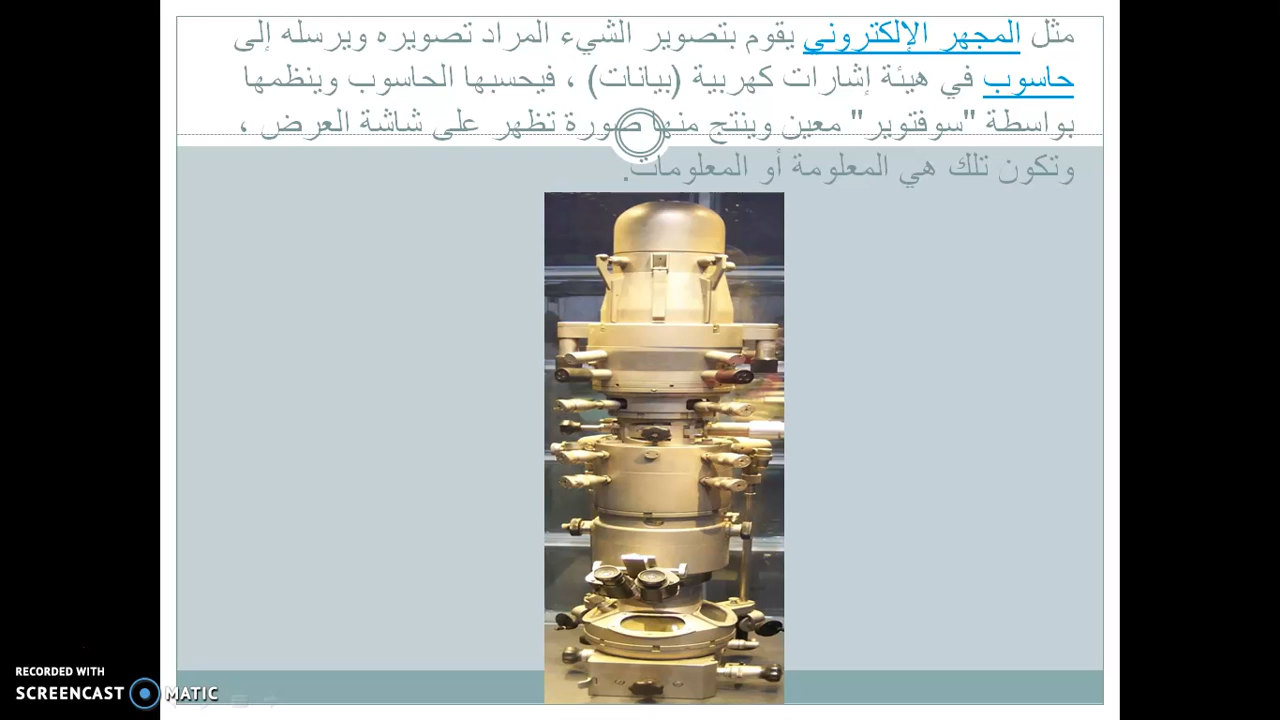 مثل المجهر الإلكتروني يقوم بتصوير الشيء المراد تصويره ويرسله إلى
حاسوب في هيئة إشارات كهربية (بيانات) ، فيحسبها الحاسوب وينظمها
بواسطة "سوفتوير" معين وينتج منها صورة تظهر على شاشة العرض ،
وتكون تلك هي المعلومة أو المعلومات.
RECORDED WITH
SCREENCAST MATIC